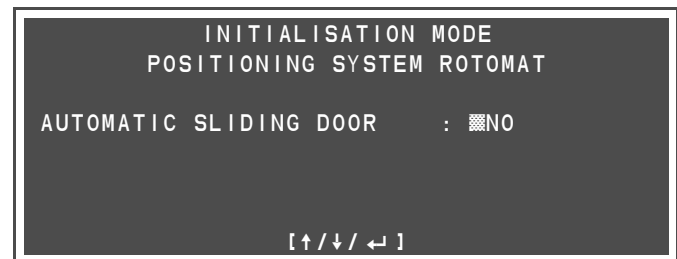 INITIALISATION MODE
POSITIONING SYSTEM ROTOMAT
AUTOMATIC SLIDING DOOR : ▒NO
[↑/↓/↵]